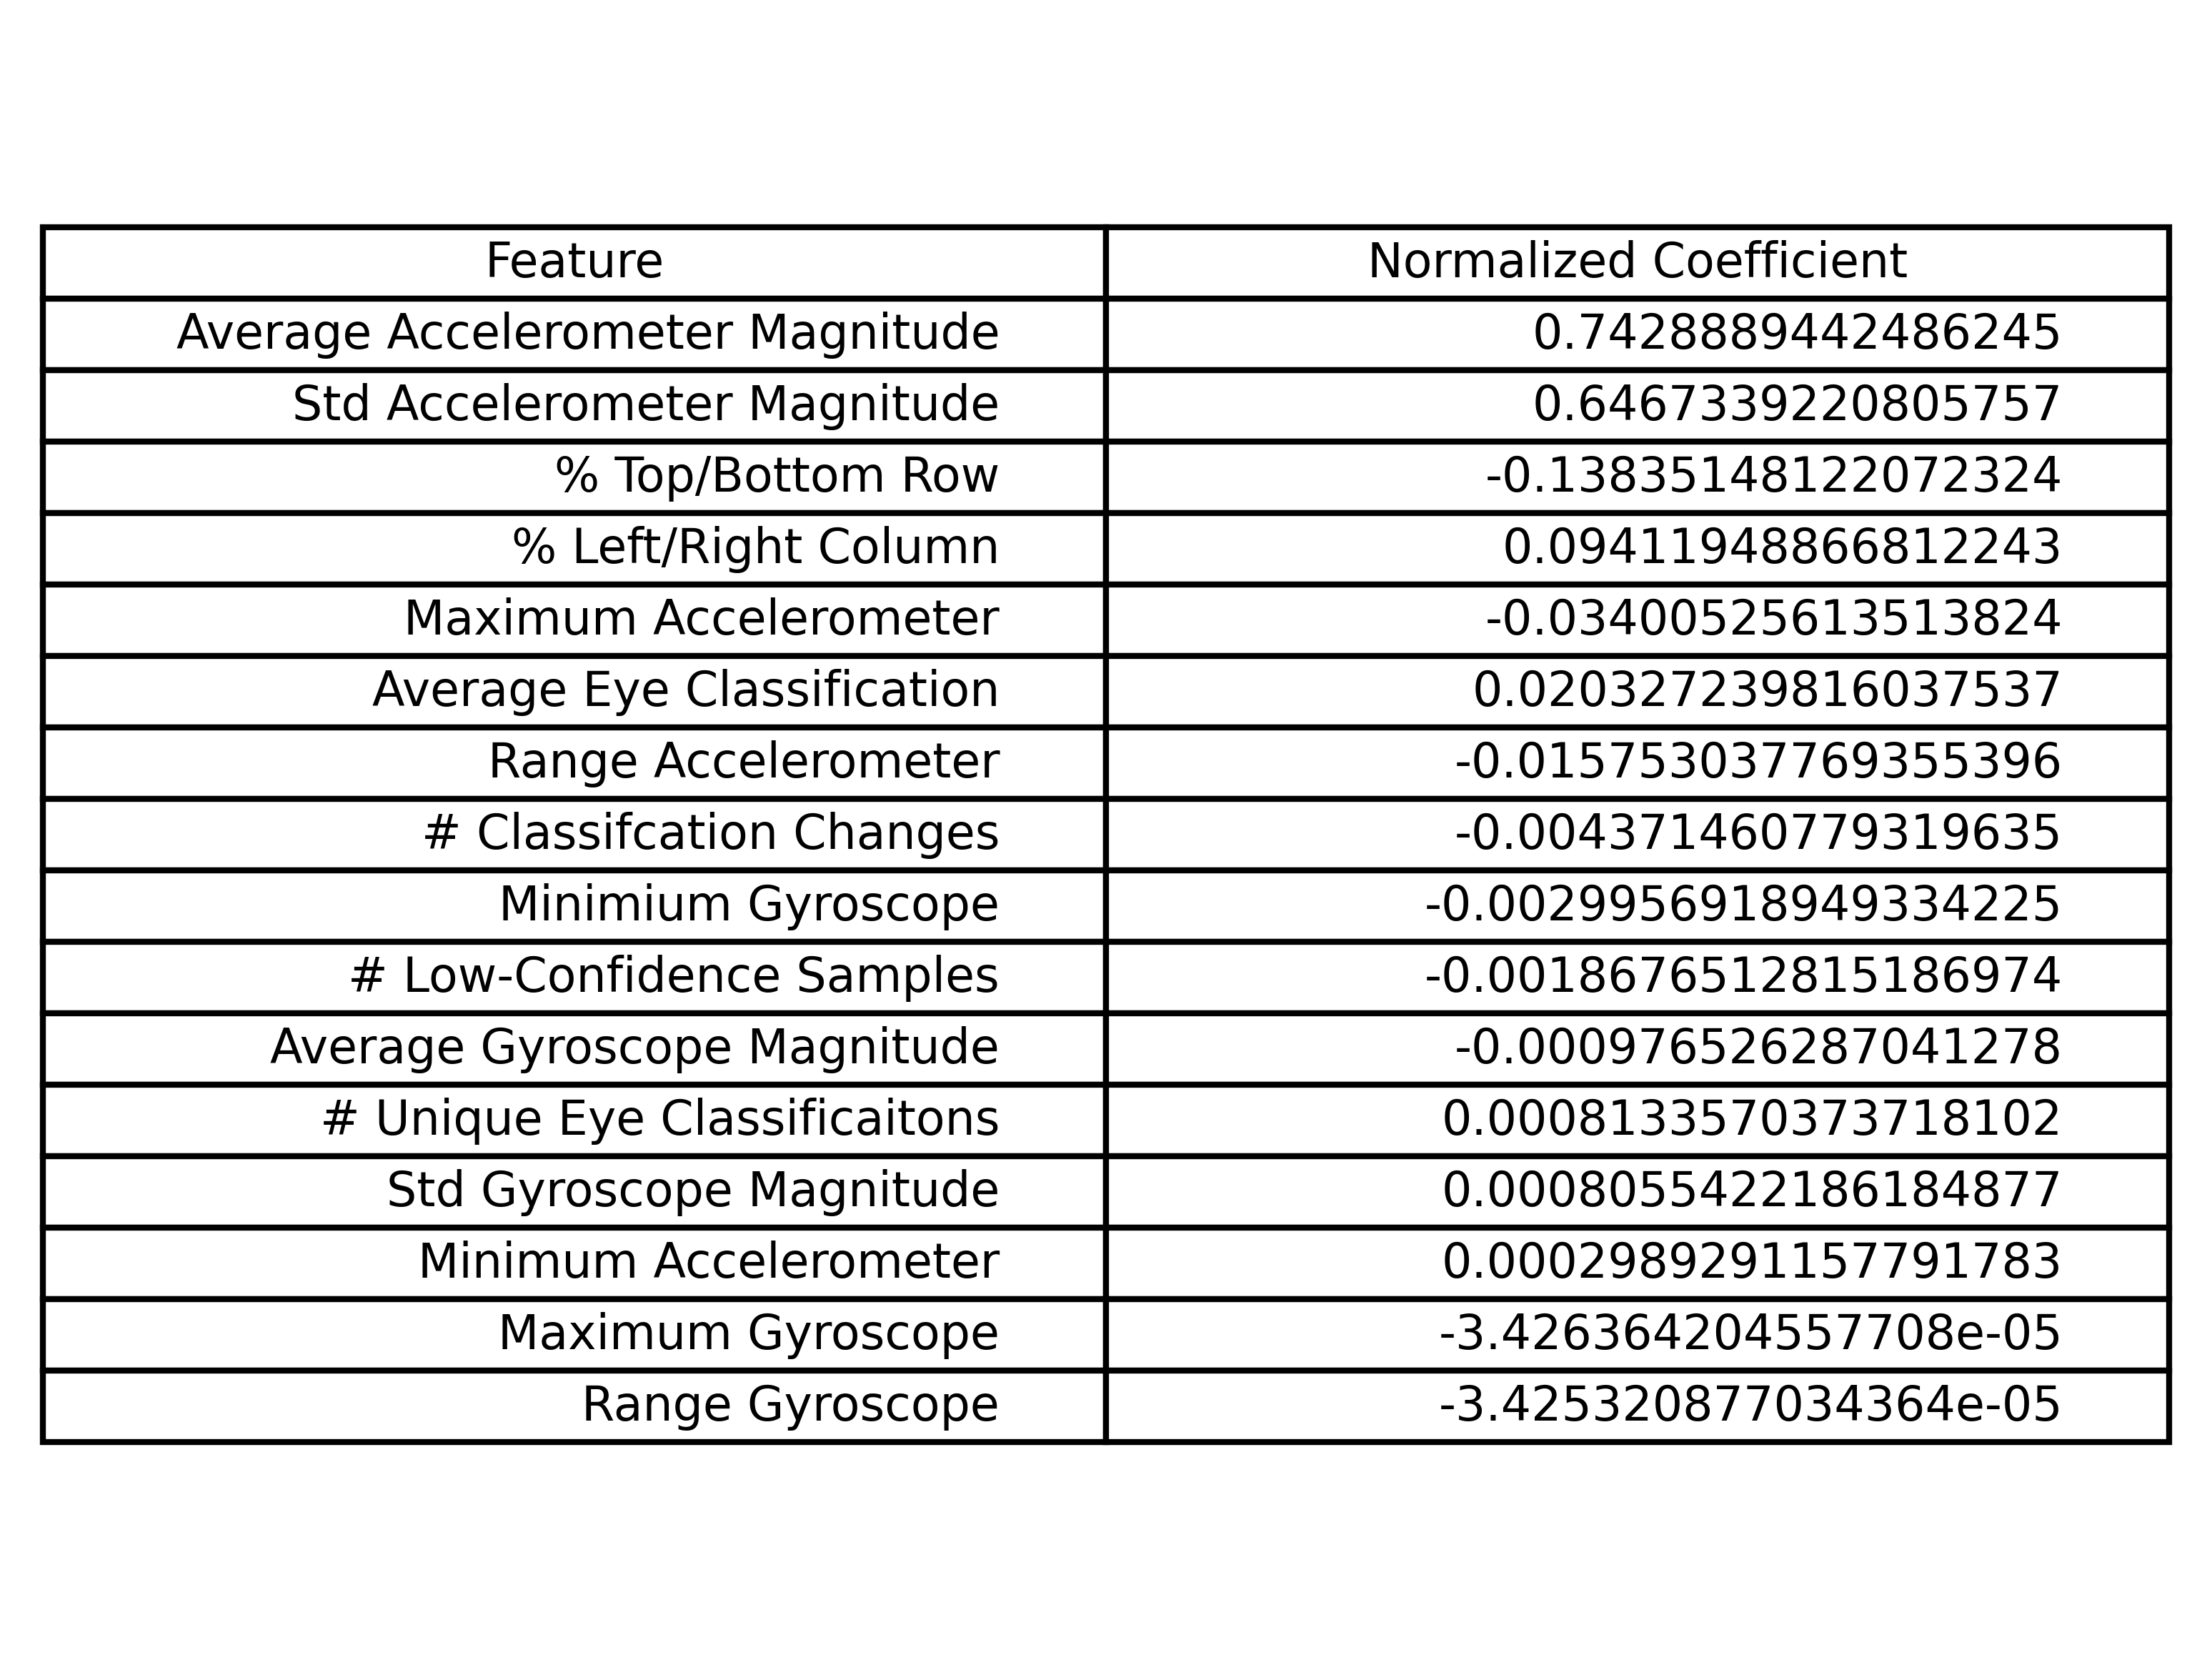 Feature Normalized Coefficient
Average Accelerometer Magnitude 0.7428889442486245
Std Accelerometer Magnitude 0.6467339220805757
% Top/Bottom Row -0.13835148122072324
% Left/Right Column 0.09411948866812243
Maximum Accelerometer -0.03400525613513824
Average Eye Classification 0.020327239816037537
Range Accelerometer -0.015753037769355396
# Classifcation Changes -0.004371460779319635
Minimium Gyroscope -0.0029956918949334225
# Low-Confidence Samples -0.0018676512815186974
Average Gyroscope Magnitude -0.000976526287041278
# Unique Eye Classificaitons 0.0008133570373718102
Std Gyroscope Magnitude 0.0008055422186184877
Minimum Accelerometer 0.0002989291157791783
Maximum Gyroscope -3.426364204557708e-05
Range Gyroscope -3.425320877034364e-05